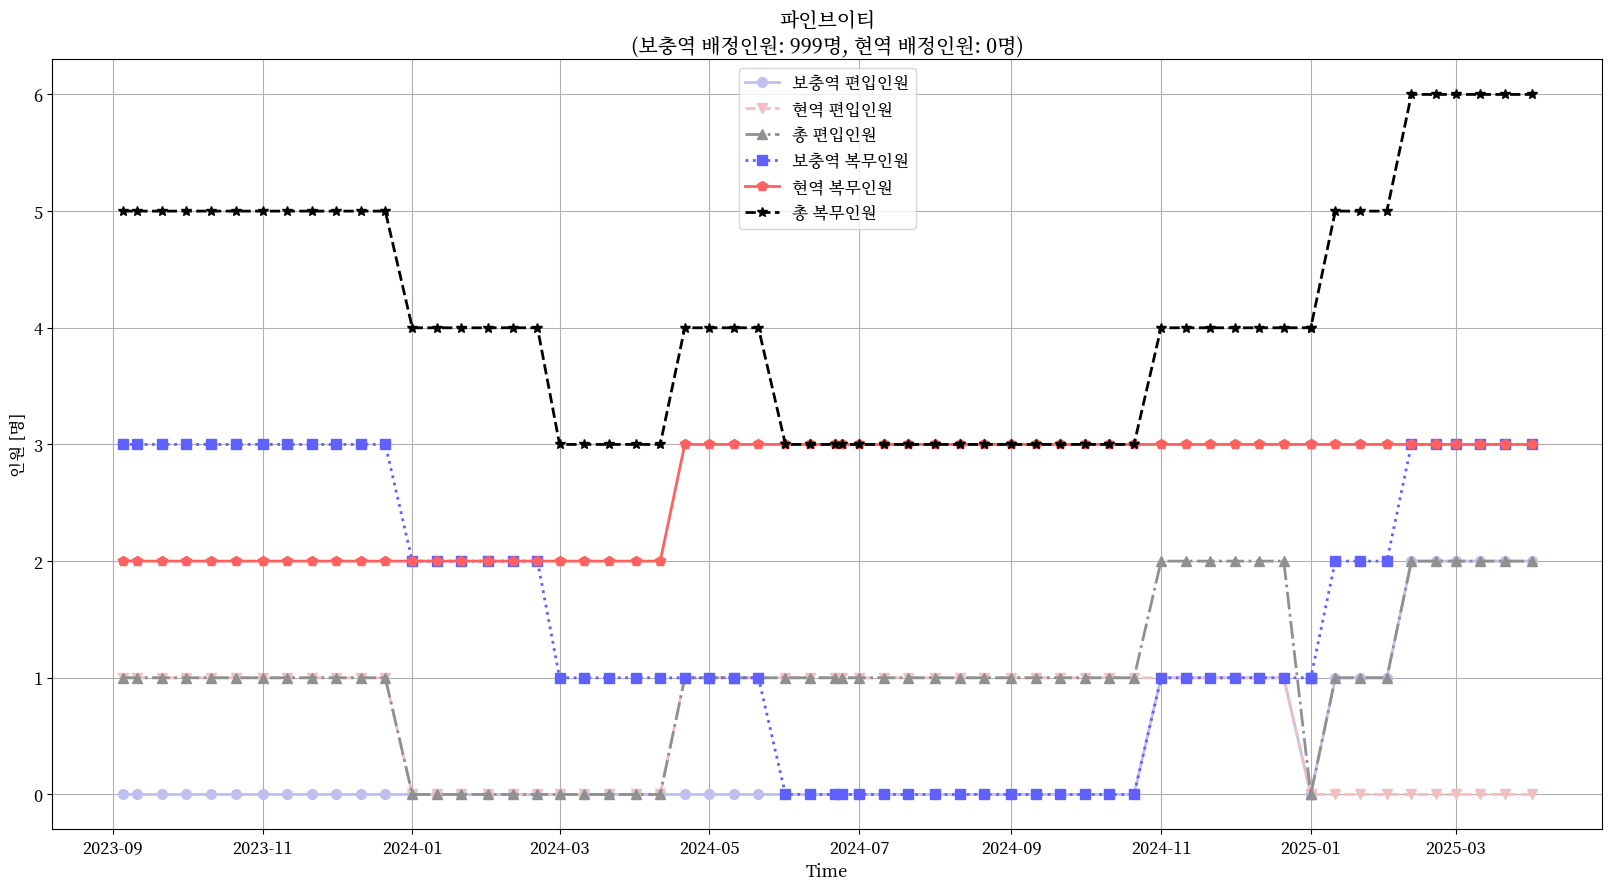 파인브이티
(보충역 배정인원: 999명, 현역 배정인원: 0명)
보충역 편입인원
현역 편입인원
총 편입인원
보충역 복무인원
현역 복무인원
총 복무인원
인원 [명]
6
5
4
3
2
1
0
2023-09 2023-11 2024-01 2024-03 2024-05 2024-07 2024-09 2024-11 2025-01 2025-03
Time